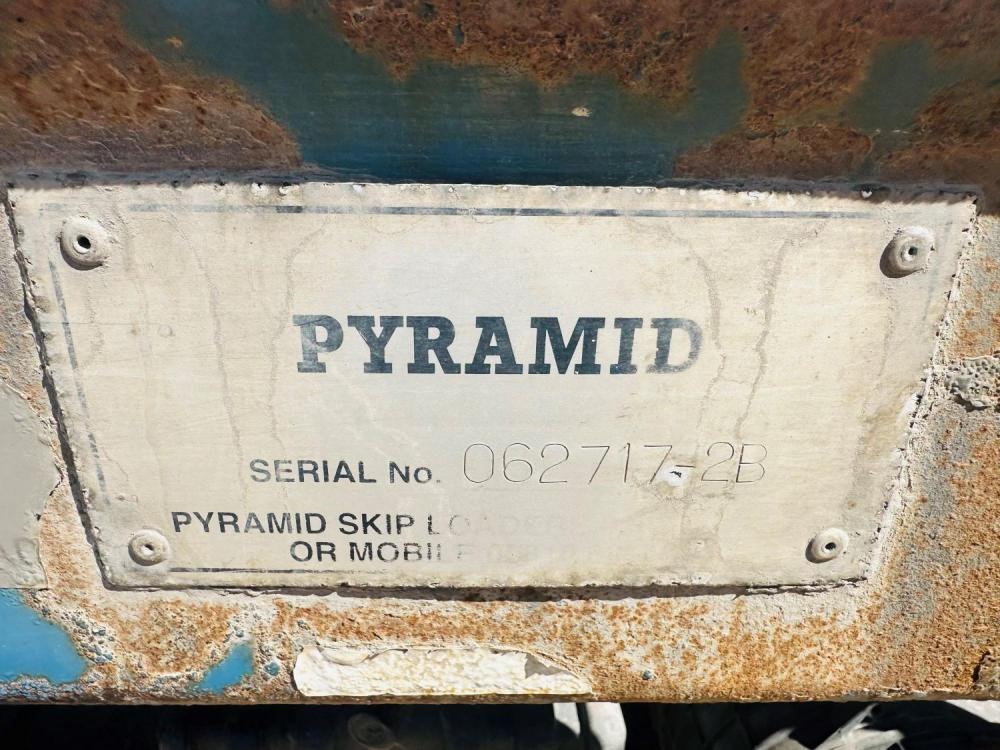 PYRAMID
SERIAL No. 062717-2B
PYRAMID SKIP
OR MOBILE